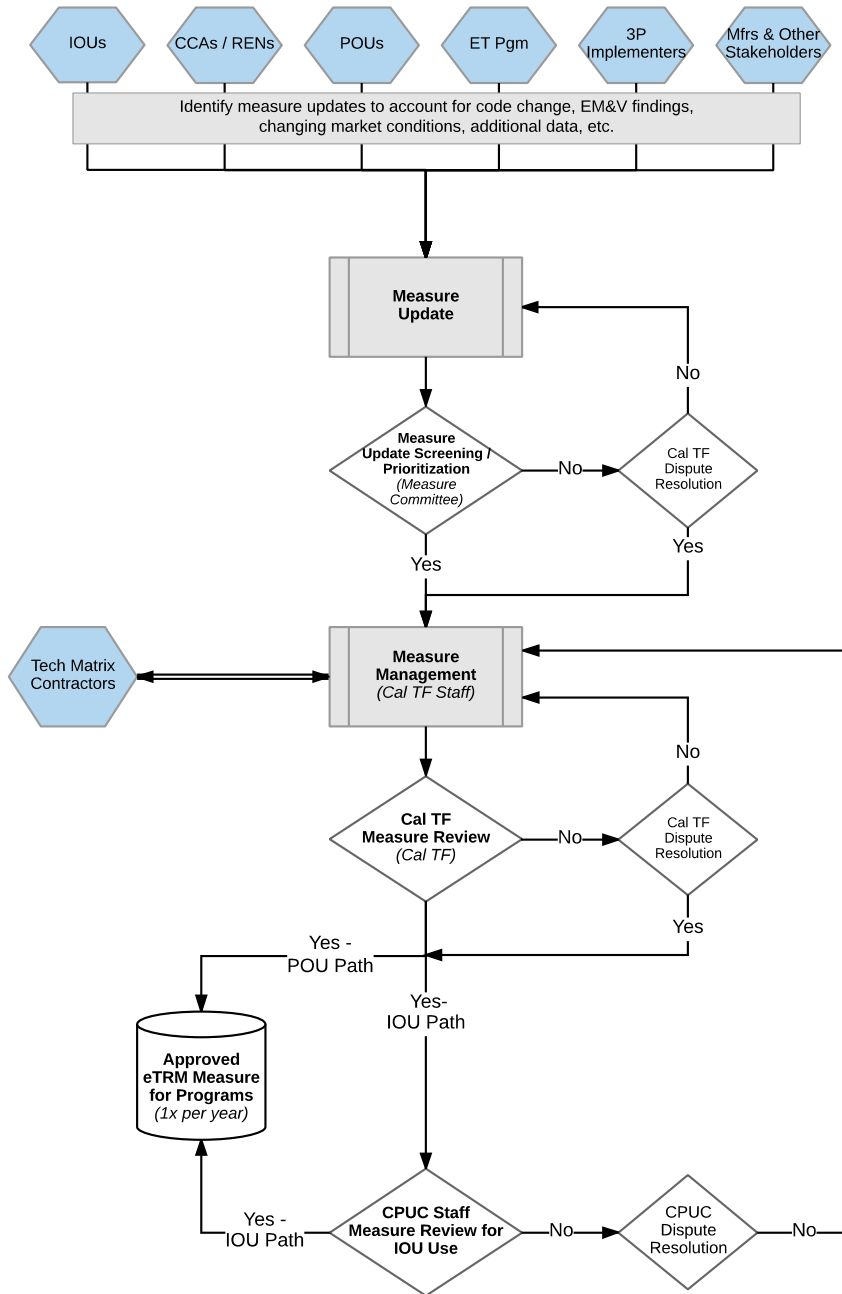 IOUs
CCAs / RENs
POUs
ET Pgm
3P
Implementers
Mfrs & Other
Stakeholders
Identify measure updates to account for code change, EM&V findings,
changing market conditions, additional data, etc.
Measure
Update
No
Measure
Update Screening /
Prioritization
(Measure
Committee)
No
Cal TF
Dispute
Resolution
Yes
Yes
Tech Matrix
Contractors
Measure
Management
(Cal TF Staff)
No
Cal TF
Measure Review
(Cal TF)
No
Cal TF
Dispute
Resolution
Yes
Yes -
POU Path
Yes-
IOU Path
Approved
eTRM Measure
for Programs
(1x per year)
Yes -
IOU Path
CPUC Staff
Measure Review for
IOU Use
No
CPUC
Dispute
Resolution
No